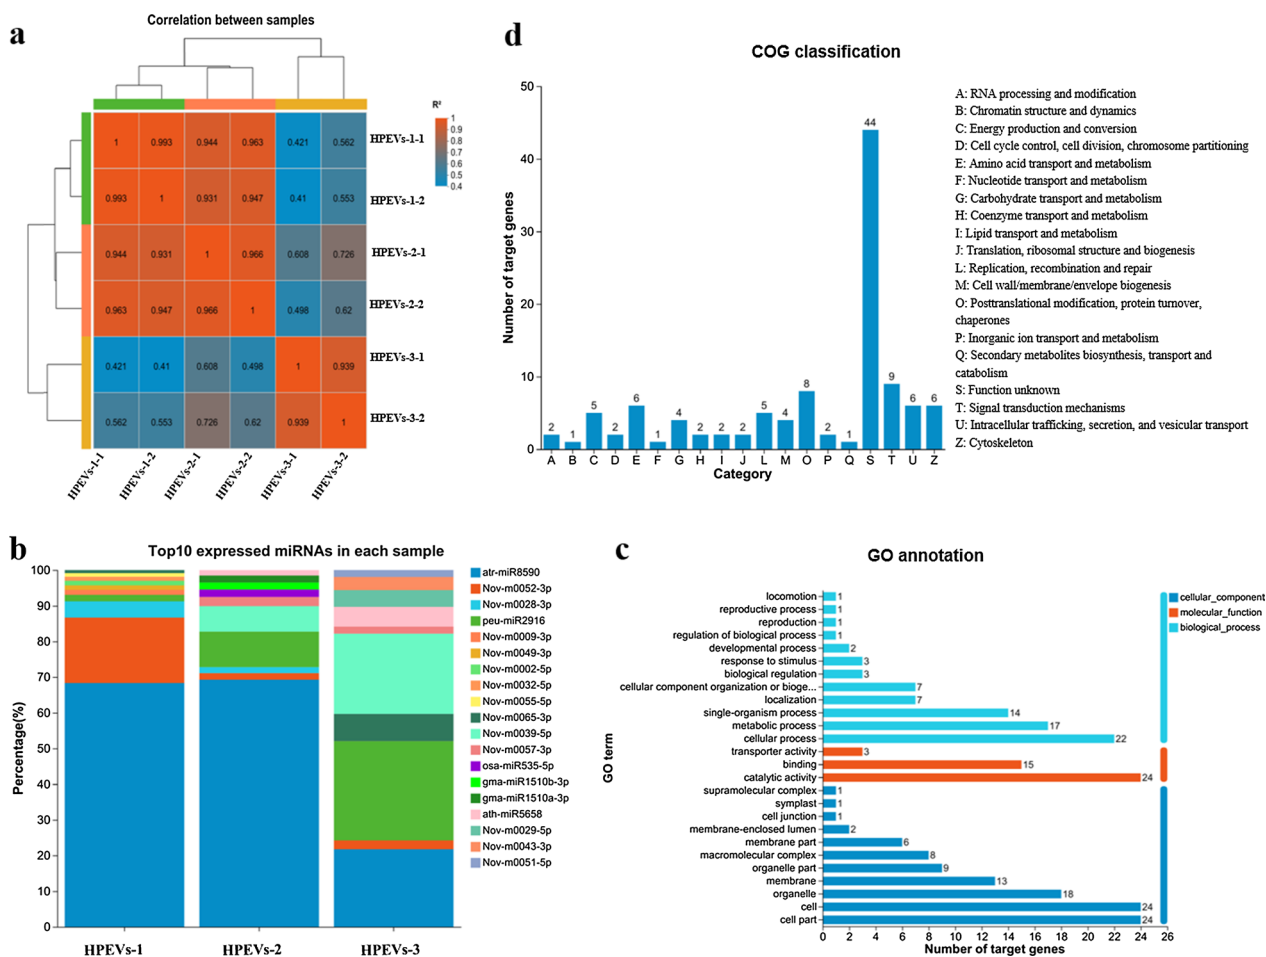 a
Correlation between samples
R²
1
0.9
0.8
0.7
0.6
0.5
0.4
1 0.993 0.944 0.963 0.421 0.562 HPEVs-1-1
0.993 1 0.931 0.947 0.41 0.553 HPEVs-1-2
0.944 0.931 1 0.966 0.608 0.726 HPEVs-2-1
0.963 0.947 0.966 1 0.498 0.62 HPEVs-2-2
0.421 0.41 0.608 0.498 1 0.939 HPEVs-3-1
0.562 0.553 0.726 0.62 0.939 1 HPEVs-3-2
HPEVs-1-1 HPEVs-1-2 HPEVs-2-1 HPEVs-2-2 HPEVs-3-1 HPEVs-3-2
d
COG classification
Number of target genes
50
40
30
20
10
0
2 1 5 2 6 1 4 2 2 2 5 4 8 2 1 44 9 6 6
A B C D E F G H I J L M O P Q S T U Z
Category
A: RNA processing and modification
B: Chromatin structure and dynamics
C: Energy production and conversion
D: Cell cycle control, cell division, chromosome partitioning
E: Amino acid transport and metabolism
F: Nucleotide transport and metabolism
G: Carbohydrate transport and metabolism
H: Coenzyme transport and metabolism
I: Lipid transport and metabolism
J: Translation, ribosomal structure and biogenesis
L: Replication, recombination and repair
M: Cell wall/membrane/envelope biogenesis
O: Posttranslational modification, protein turnover,
chaperones
P: Inorganic ion transport and metabolism
Q: Secondary metabolites biosynthesis, transport and
catabolism
S: Function unknown
T: Signal transduction mechanisms
U: Intracellular trafficking, secretion, and vesicular transport
Z: Cytoskeleton
b
Top10 expressed miRNAs in each sample
Percentage(%)
100
90
80
70
60
50
40
30
20
10
0
HPEVs-1 HPEVs-2 HPEVs-3
atr-miR8590
Nov-m0052-3p
Nov-m0028-3p
peu-miR2916
Nov-m0009-3p
Nov-m0049-3p
Nov-m0002-5p
Nov-m0032-5p
Nov-m0055-5p
Nov-m0065-3p
Nov-m0039-5p
Nov-m0057-3p
osa-miR535-5p
gma-miR1510b-3p
gma-miR1510a-3p
ath-miR5658
Nov-m0029-5p
Nov-m0043-3p
Nov-m0051-5p
c
GO annotation
GO term
locomotion 1
reproductive process 1
reproduction 1
regulation of biological process 1
developmental process 2
response to stimulus 3
biological regulation 3
cellular component organization or bioge... 7
localization 7
single-organism process 14
metabolic process 17
cellular process 22
transporter activity 3
binding 15
catalytic activity 24
supramolecular complex 1
symplast 1
cell junction 1
membrane-enclosed lumen 2
membrane part 6
macromolecular complex 8
organelle part 9
membrane 13
organelle 18
cell 24
cell part 24
0 2 4 6 8 10 12 14 16 18 20 22 24 26
Number of target genes
cellular_component
molecular_function
biological_process